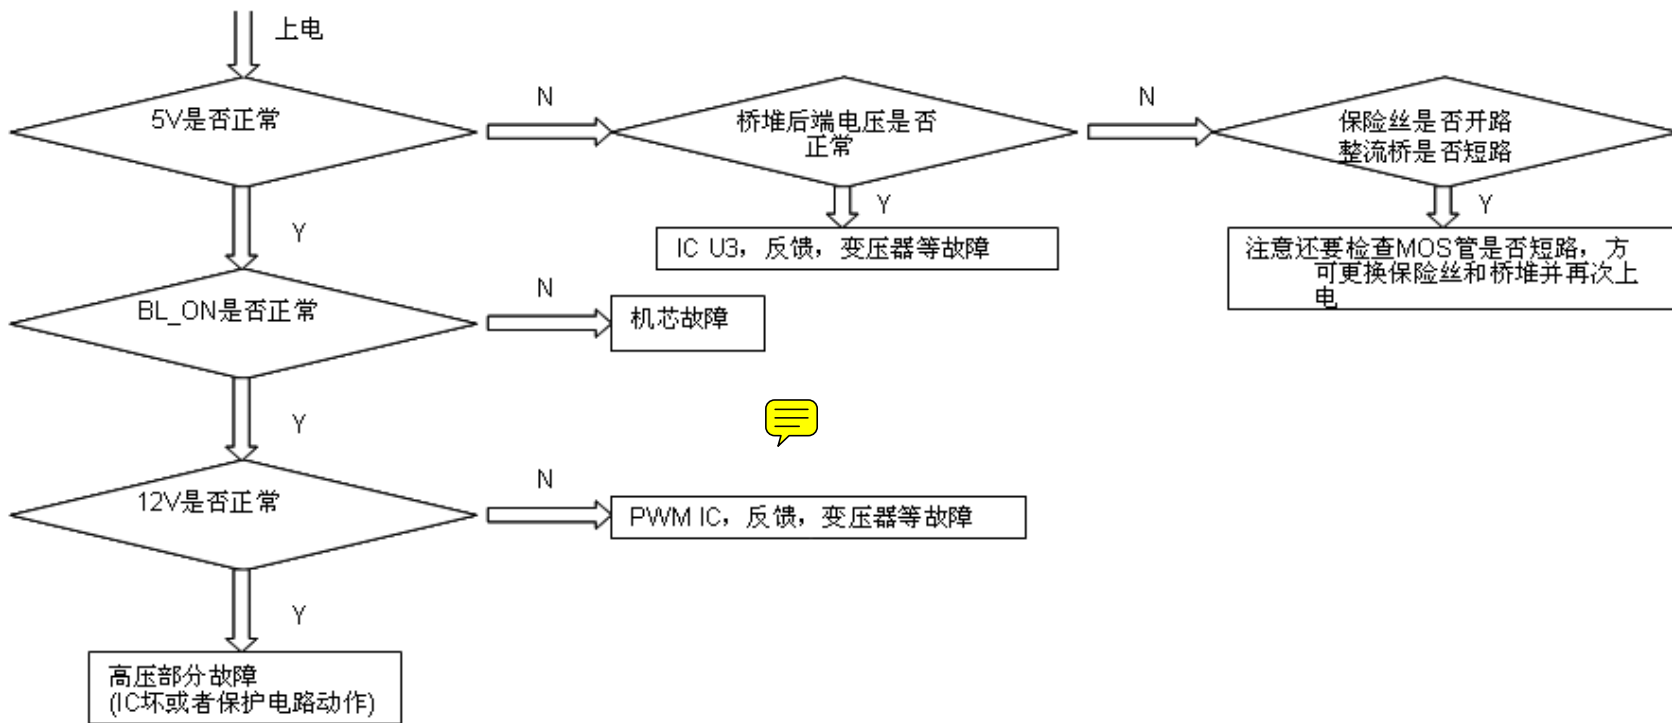 上电
5V是否正常
N
桥堆后端电压是否
正常
N
保险丝是否开路
整流桥是否短路
Y
Y
Y
IC U3，反馈，变压器等故障
注意还要检查MOS管是否短路，方
可更换保险丝和桥堆并再次上
电
BL_ON是否正常
N
机芯故障
Y
12V是否正常
N
PWM IC，反馈，变压器等故障
Y
高压部分故障
(IC坏或者保护电路动作)